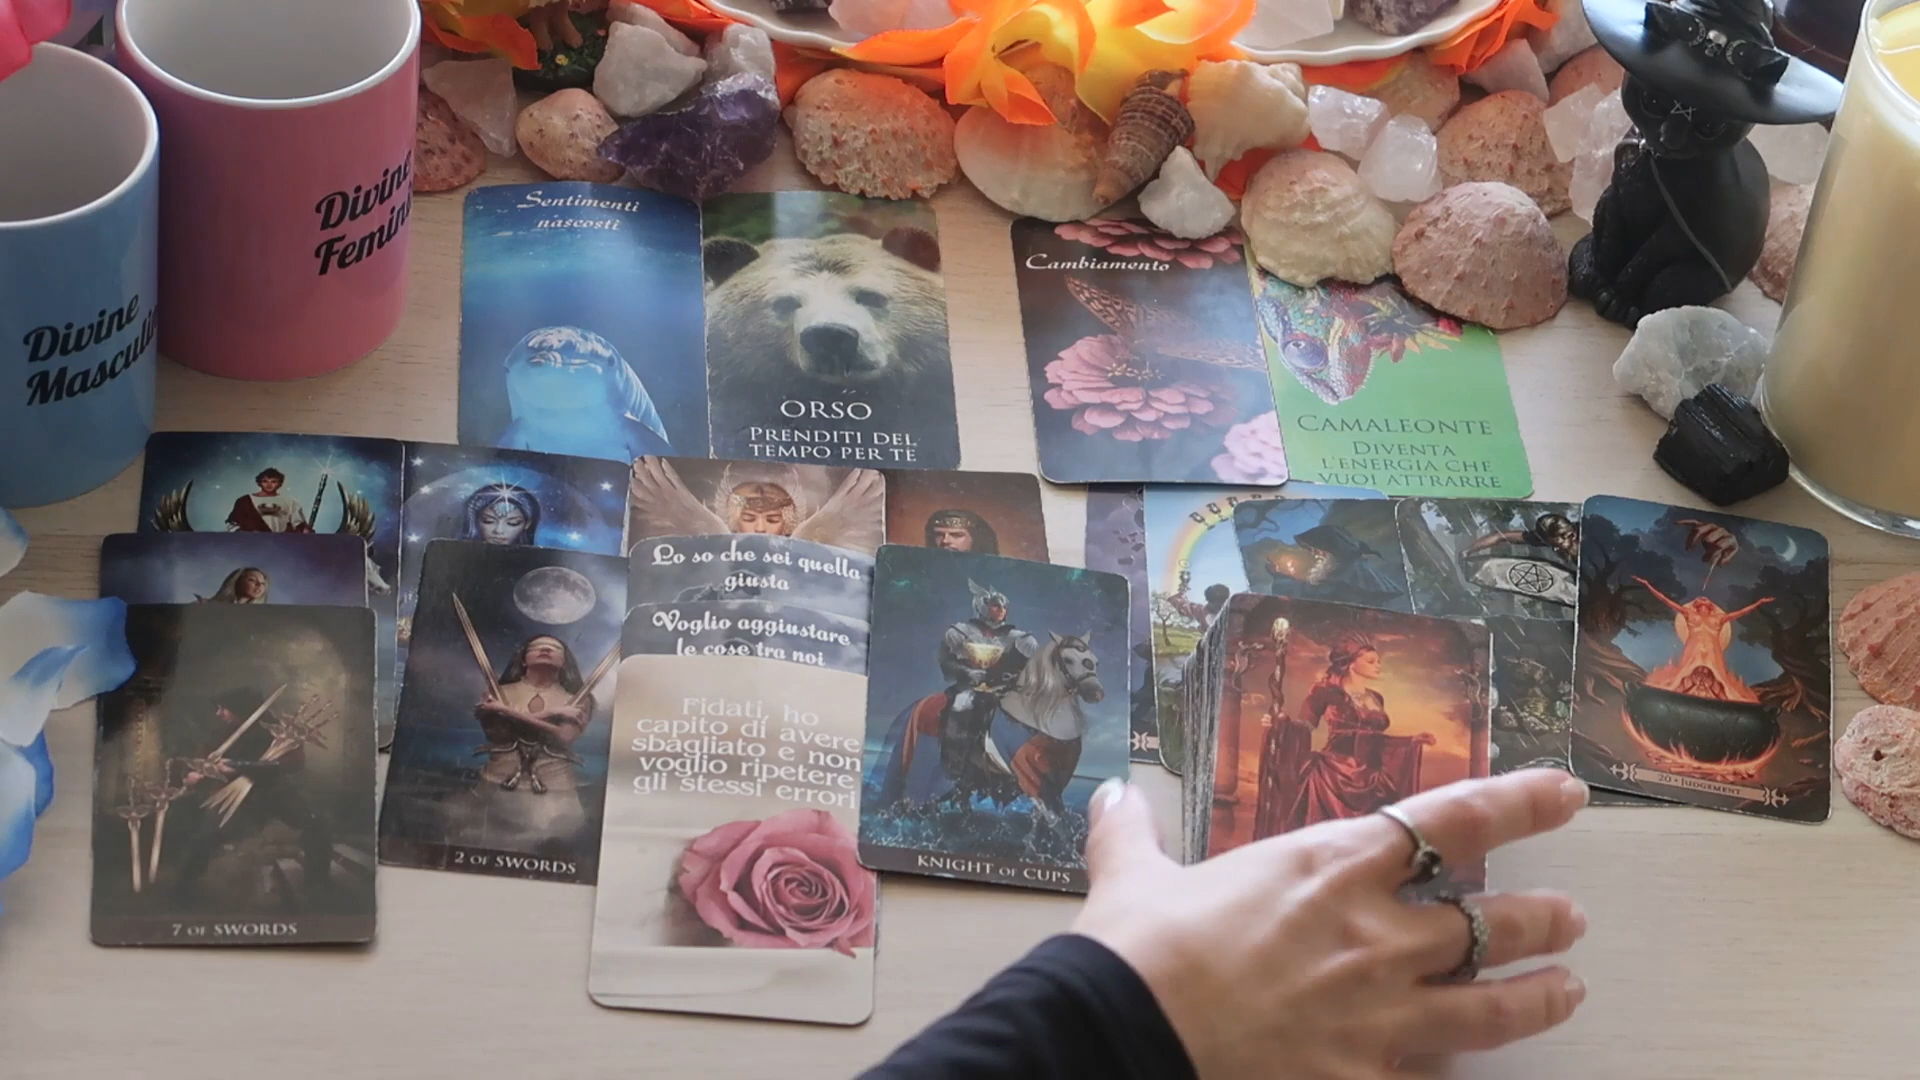 Divine
Masculin
Divine
Femini
Sentimenti
nascosti
ORSO
PRENDITI DEL
TEMPO PER TE
Cambiamento
CAMALEONTE
DIVENTA
L'ENERGIA CHE
VUOI ATTRARRE
Lo so che sei quella
giusta
Voglio aggiustare
le cose tra noi
Fidati, ho
capito di avere
sbagliato e non
voglio ripetere
gli stessi errori
7 OF SWORDS
2 OF SWORDS
KNIGHT OF CUPS
20 • JUDGEMENT